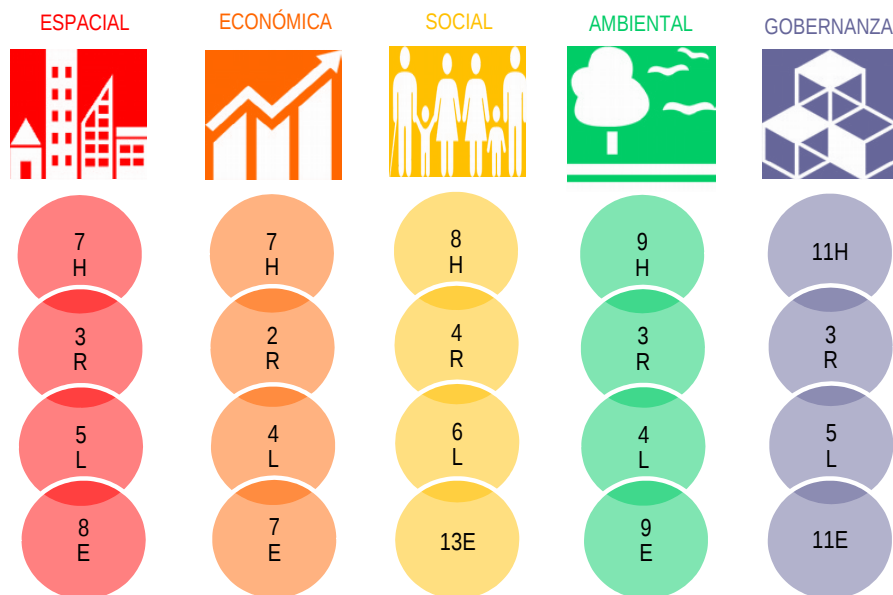 ESPACIAL
ECONÓMICA
SOCIAL
AMBIENTAL
GOBERNANZA
7
H
3
R
5
L
8
E
7
H
2
R
4
L
7
E
8
H
4
R
6
L
13E
9
H
3
R
4
L
9
E
11H
3
R
5
L
11E